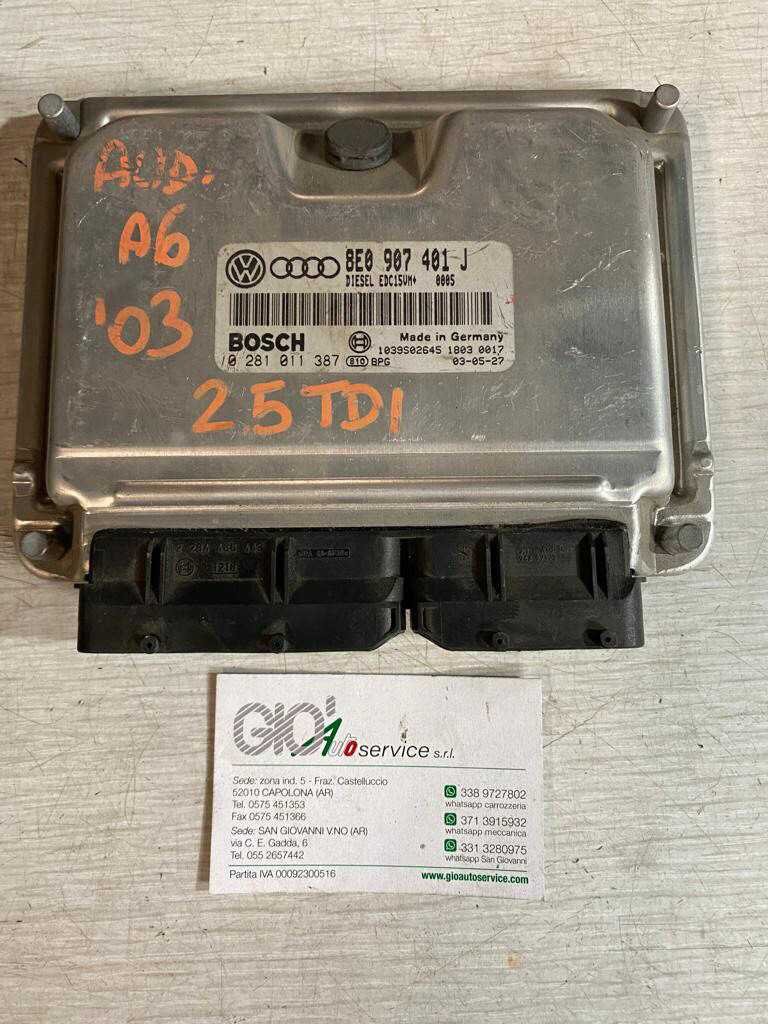 AUDI
A6
'03
2.5 TDI
8E0 907 401 J
DIESEL EDC15VM+ 0005
BOSCH
Made in Germany
0 281 011 387
810 BPG
1039S02645 1803 0017
03-05-27
GIO' Autoservice s.r.l.
Sede: zona ind. 5 - Fraz. Castelluccio
52010 CAPOLONA (AR)
Tel. 0575 451353
Fax 0575 451366
Sede: SAN GIOVANNI V.NO (AR)
via C. E. Gadda, 6
Tel. 055 2657442
Partita IVA 00092300516
338 9727802
whatsapp carrozzeria
371 3915932
whatsapp meccanica
331 3280975
whatsapp San Giovanni
www.gioautoservice.com